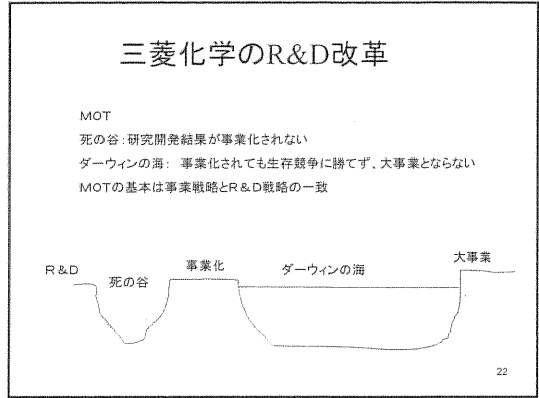 三菱化学のR&D改革
MOT
死の谷：研究開発結果が事業化されない
ダーウィンの海： 事業化されても生存競争に勝てず、大事業とならない
MOTの基本は事業戦略とR&D戦略の一致
R&D
死の谷
事業化
ダーウィンの海
大事業
22